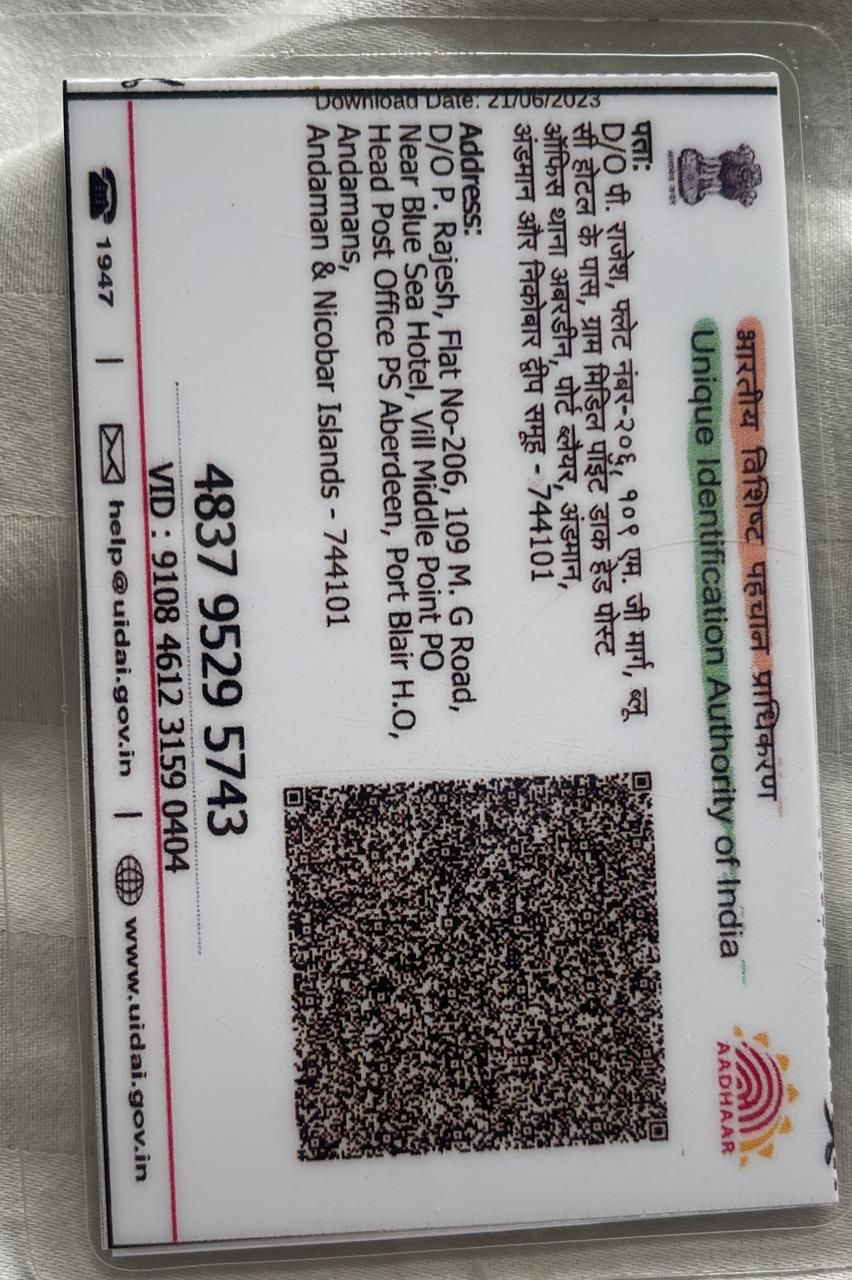 Download Date: 21/06/2023
भारतीय विशिष्ट पहचान प्राधिकरण
Unique Identification Authority of India
AADHAAR
पता:
D/O पी. राजेश, फ्लेट नंबर-२०६, १०९ एम. जी मार्ग, ब्लू
सी होटल के पास, ग्राम मिडिल पॉइंट डाक हेड पोस्ट
ऑफिस थाना अबरडीन, पोर्ट ब्लेयर, अंडमान,
अंडमान और निकोबार द्वीप समूह - 744101
Address:
D/O P. Rajesh, Flat No-206, 109 M. G Road,
Near Blue Sea Hotel, Vill Middle Point PO
Head Post Office PS Aberdeen, Port Blair H.O,
Andamans,
Andaman & Nicobar Islands - 744101
4837 9529 5743
VID : 9108 4612 3159 0404
1947 | help@uidai.gov.in | www.uidai.gov.in